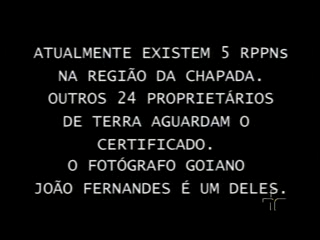 ATUALMENTE EXISTEM 5 RPPNs
NA REGIÃO DA CHAPADA.
OUTROS 24 PROPRIETÁRIOS
DE TERRA AGUARDAM O
CERTIFICADO.
O FOTÓGRAFO GOIANO
JOÃO FERNANDES É UM DELES.